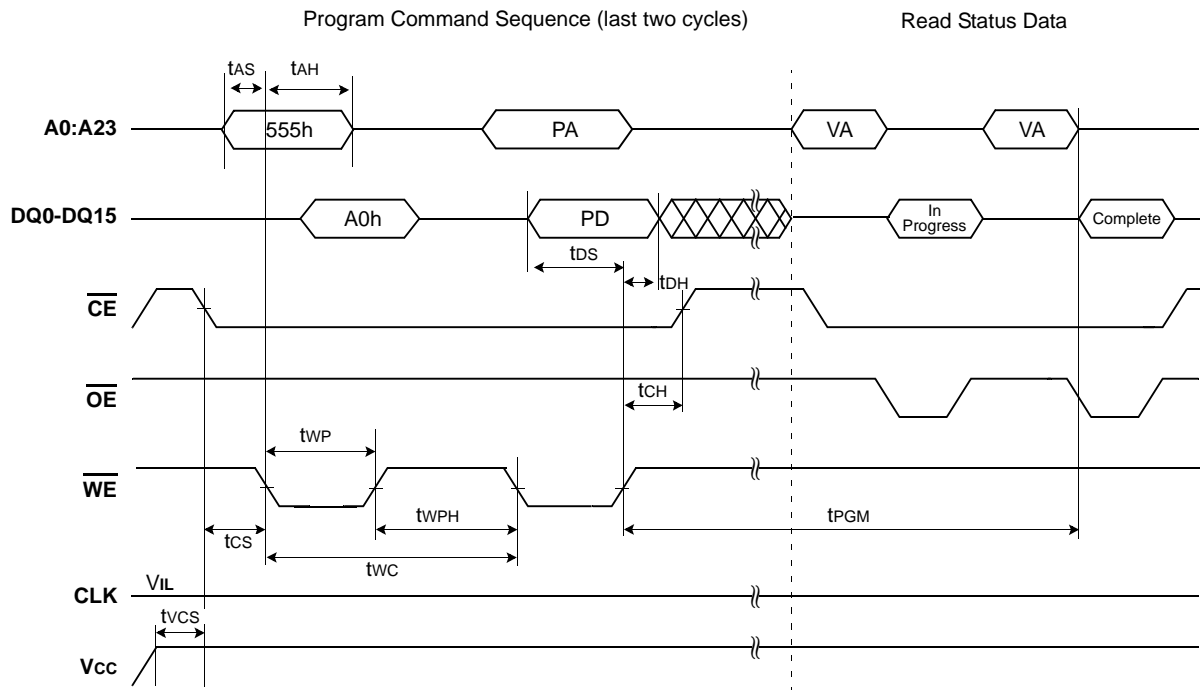 Program Command Sequence (last two cycles)
Read Status Data
tAS
tAH
A0:A23
555h
PA
VA
VA
DQ0-DQ15
A0h
PD
In
Progress
Complete
tDS
tDH
CE
OE
tCH
tWP
WE
tWPH
tPGM
tCS
tWC
CLK
VIL
tVCS
Vcc